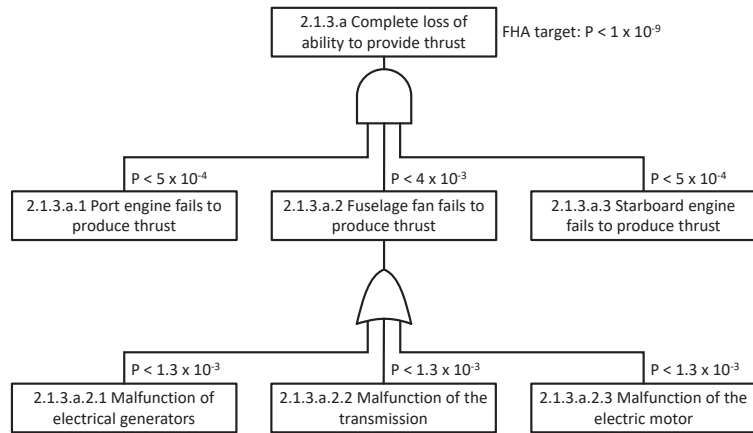 2.1.3.a Complete loss of
ability to provide thrust
FHA target: P < 1 x 10⁻⁹
P < 5 x 10⁻⁴
P < 4 x 10⁻³
P < 5 x 10⁻⁴
2.1.3.a.1 Port engine fails to
produce thrust
2.1.3.a.2 Fuselage fan fails to
produce thrust
2.1.3.a.3 Starboard engine
fails to produce thrust
P < 1.3 x 10⁻³
P < 1.3 x 10⁻³
P < 1.3 x 10⁻³
2.1.3.a.2.1 Malfunction of
electrical generators
2.1.3.a.2.2 Malfunction of the
transmission
2.1.3.a.2.3 Malfunction of the
electric motor